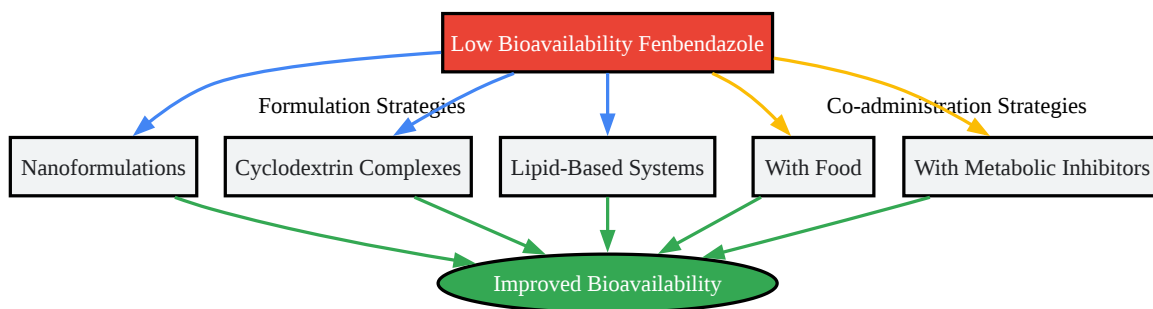 Low Bioavailability Fenbendazole
Formulation Strategies
Co-administration Strategies
Nanoformulations
Cyclodextrin Complexes
Lipid-Based Systems
With Food
With Metabolic Inhibitors
Improved Bioavailability